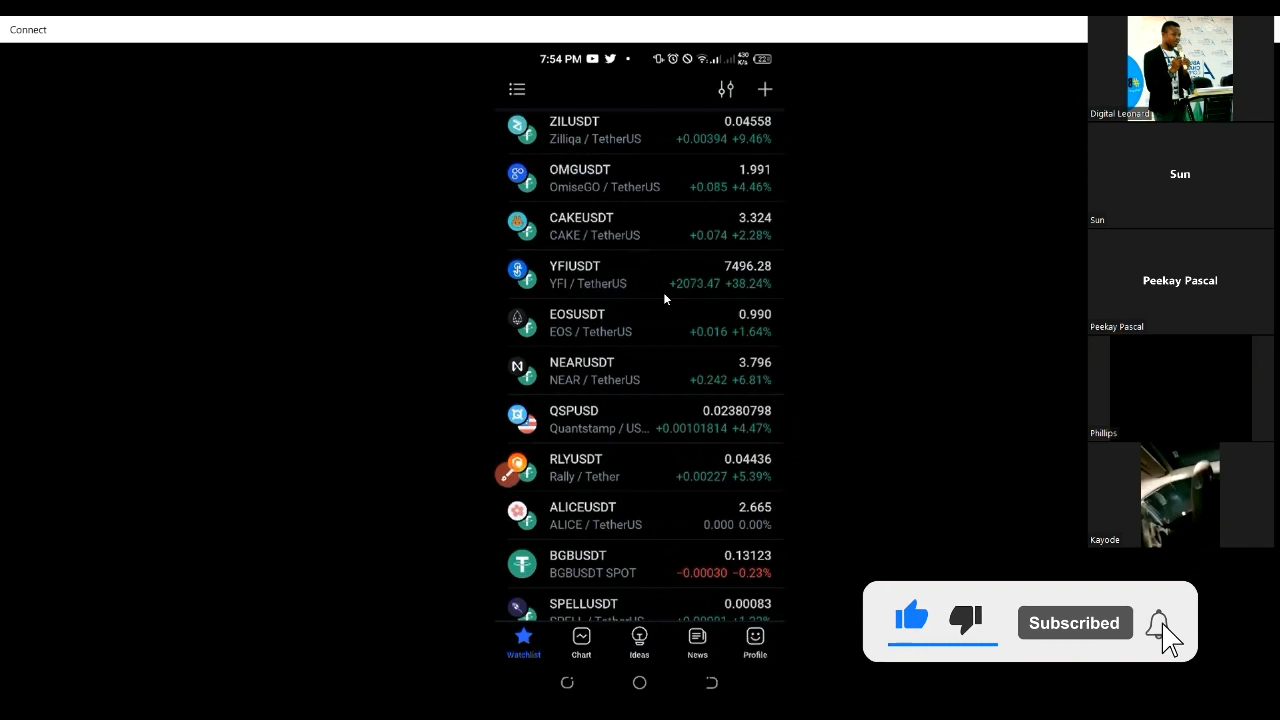 Connect
7:54 PM
430
K/s
22
ZILUSDT 0.04558
Zilliqa / TetherUS +0.00394 +9.46%
OMGUSDT 1.991
OmiseGO / TetherUS +0.085 +4.46%
CAKEUSDT 3.324
CAKE / TetherUS +0.074 +2.28%
YFIUSDT 7496.28
YFI / TetherUS +2073.47 +38.24%
EOSUSDT 0.990
EOS / TetherUS +0.016 +1.64%
NEARUSDT 3.796
NEAR / TetherUS +0.242 +6.81%
QSPUSD 0.02380798
Quantstamp / US... +0.00101814 +4.47%
RLYUSDT 0.04436
Rally / Tether +0.00227 +5.39%
ALICEUSDT 2.665
ALICE / TetherUS 0.000 0.00%
BGBUSDT 0.13123
BGBUSDT SPOT −0.00030 −0.23%
SPELLUSDT 0.00083
Watchlist Chart Ideas News Profile
Digital Leonard
Sun
Sun
Peekay Pascal
Peekay Pascal
Phillips
Kayode
Subscribed